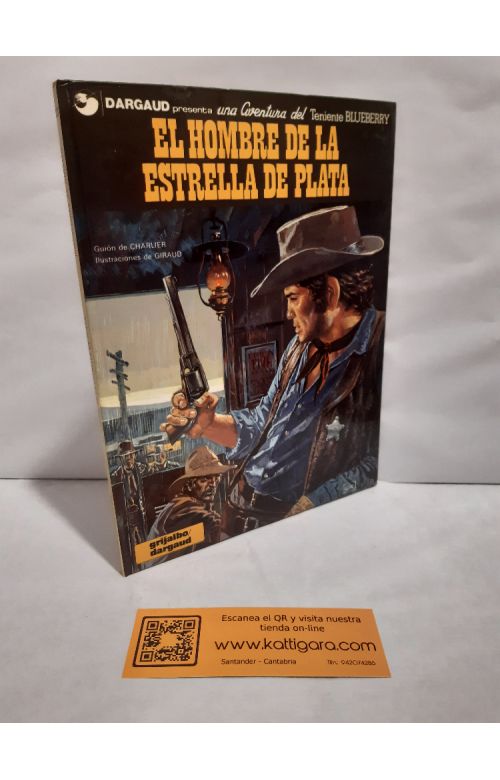 DARGAUD presenta una Aventura del Teniente BLUEBERRY
EL HOMBRE DE LA
ESTRELLA DE PLATA
Guión de CHARLIER
Ilustraciones de GIRAUD
grijalbo/
dargaud
Escanea el QR y visita nuestra
tienda on-line
www.kattigara.com
Santander - Cantabria